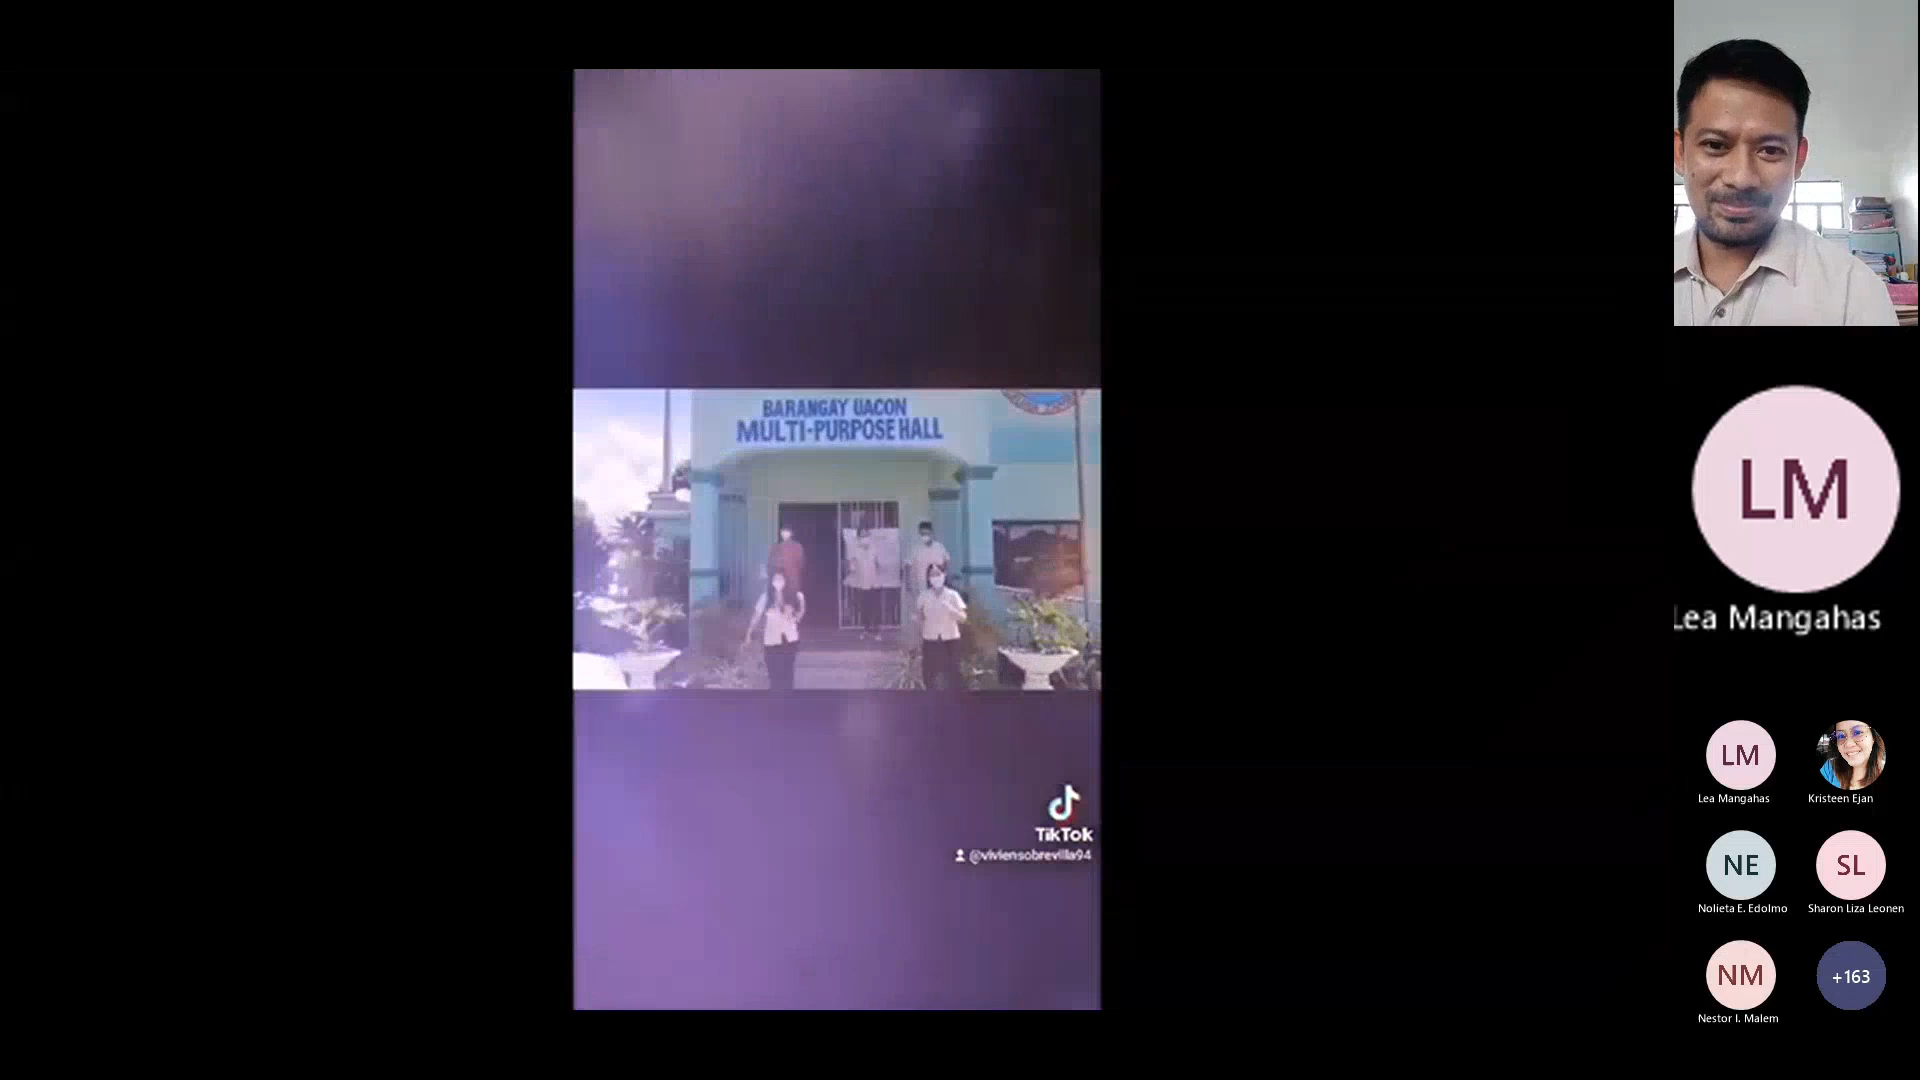 BARANGAY UACON
MULTI-PURPOSE HALL
TikTok
@viviensobrevilla94
LM
Lea Mangahas
LM
Lea Mangahas
Kristeen Ejan
NE
Nolieta E. Edolmo
SL
Sharon Liza Leonen
NM
Nestor I. Malem
+163